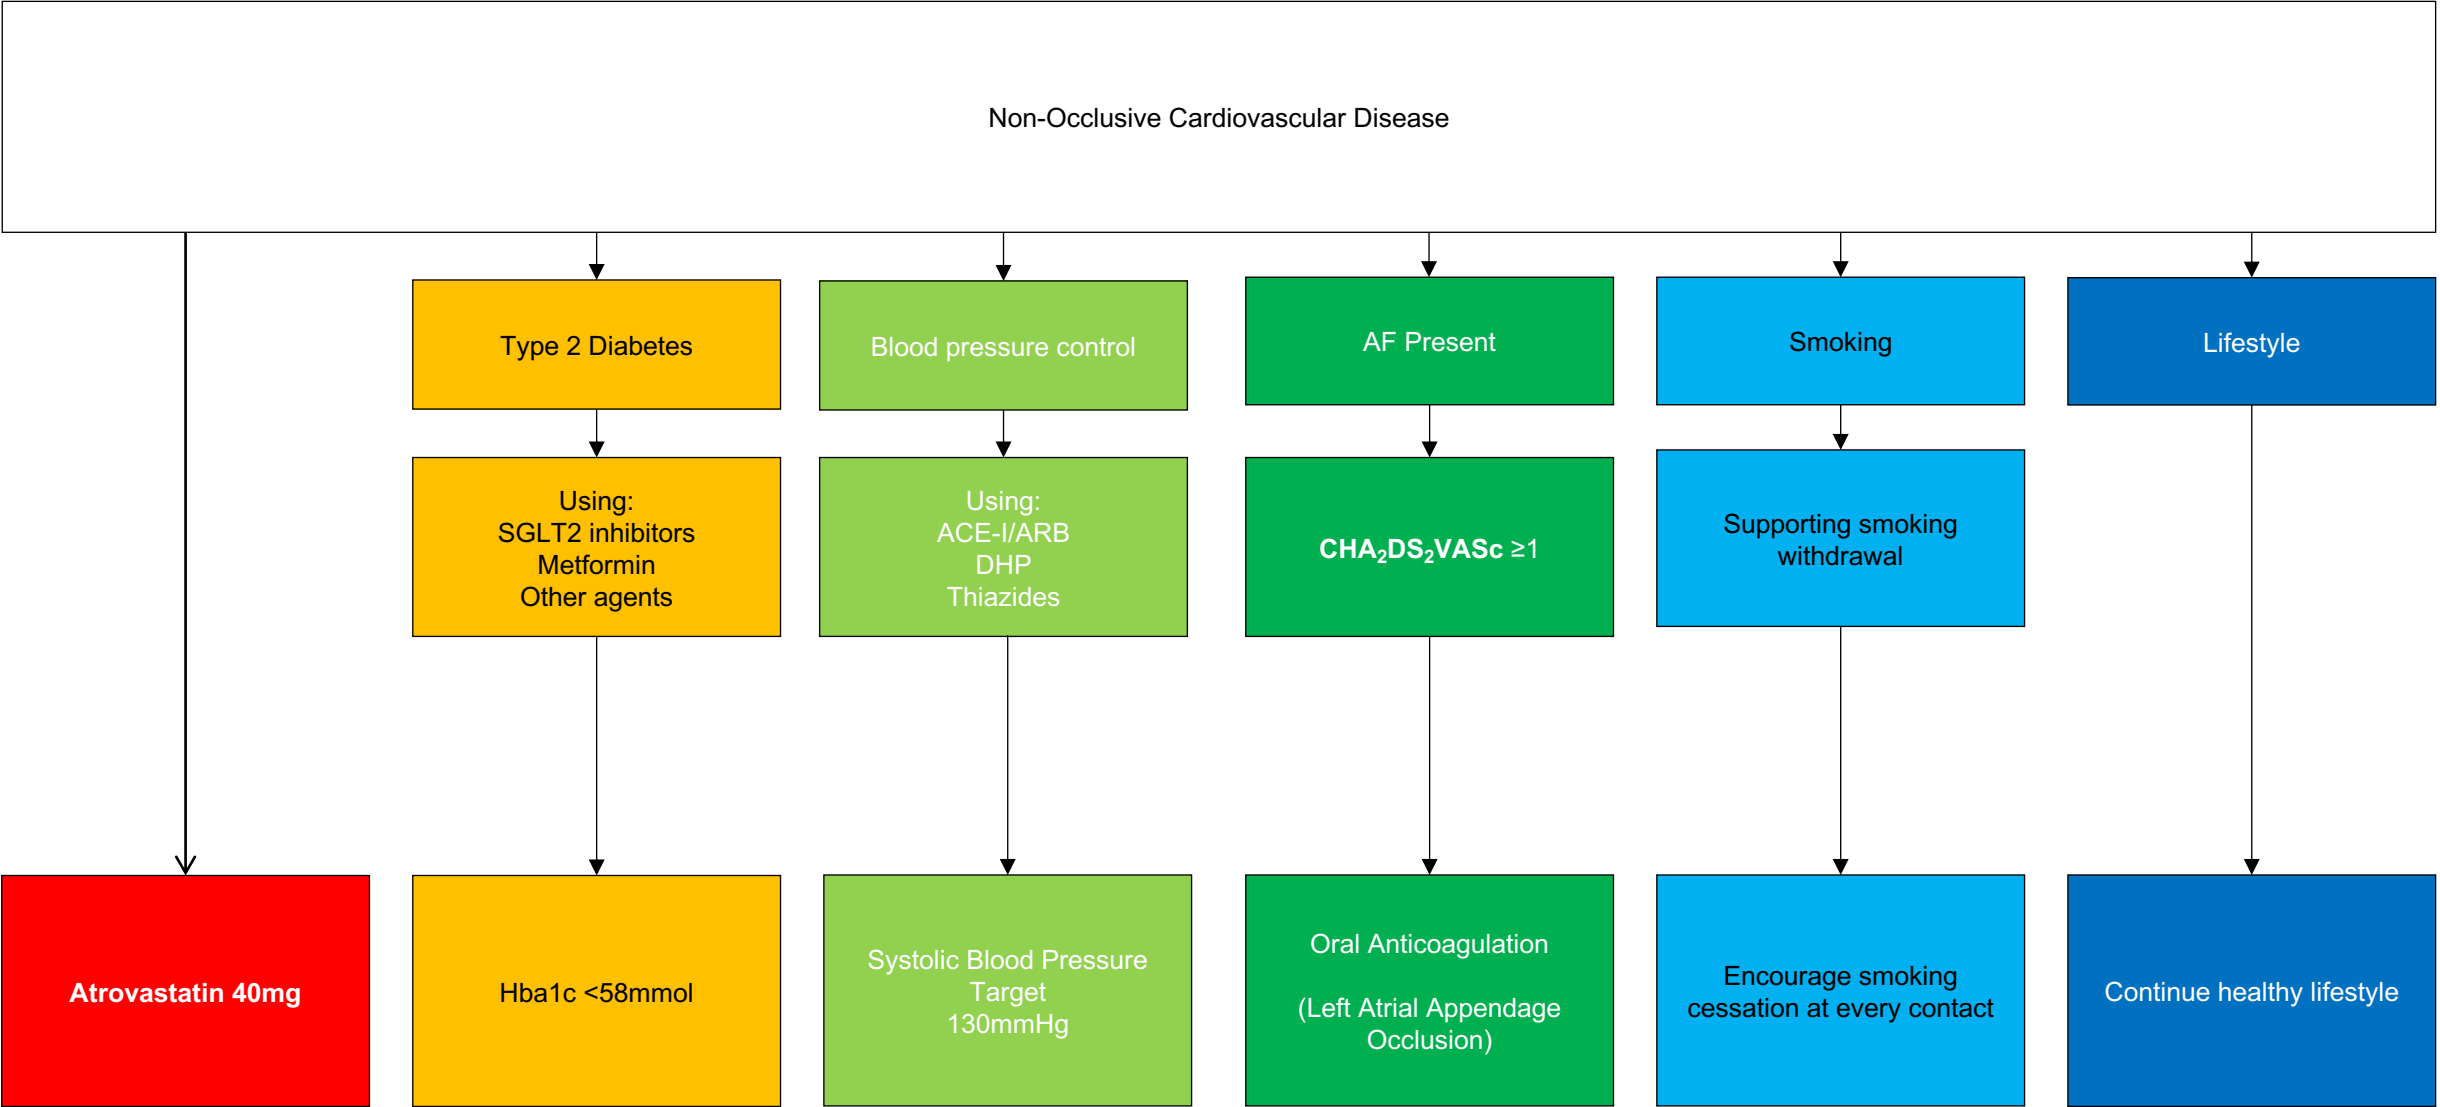 Non-Occlusive Cardiovascular Disease
Type 2 Diabetes
Blood pressure control
AF Present
Smoking
Lifestyle
Using:
SGLT2 inhibitors
Metformin
Other agents
Using:
ACE-I/ARB
DHP
Thiazides
CHA₂DS₂VASc ≥1
Supporting smoking
withdrawal
Atrovastatin 40mg
Hba1c <58mmol
Systolic Blood Pressure
Target
130mmHg
Oral Anticoagulation
(Left Atrial Appendage
Occlusion)
Encourage smoking
cessation at every contact
Continue healthy lifestyle